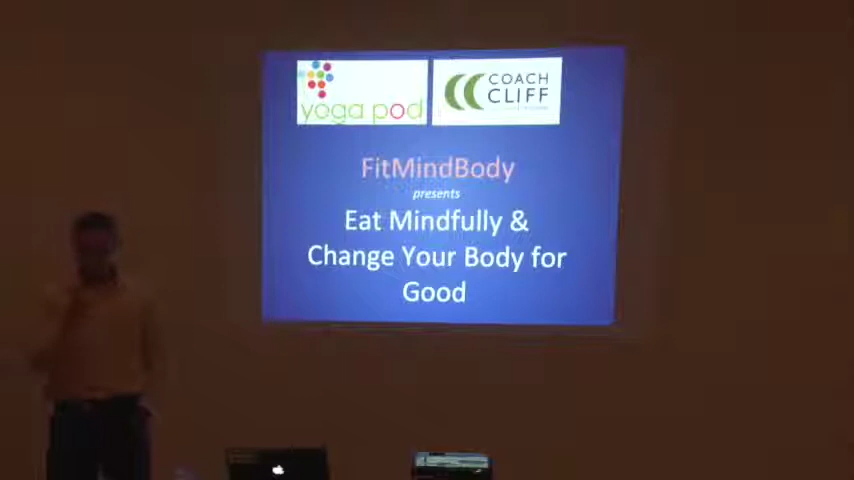 yoga pod
COACH
CLIFF
FitMindBody
presents
Eat Mindfully &
Change Your Body for
Good